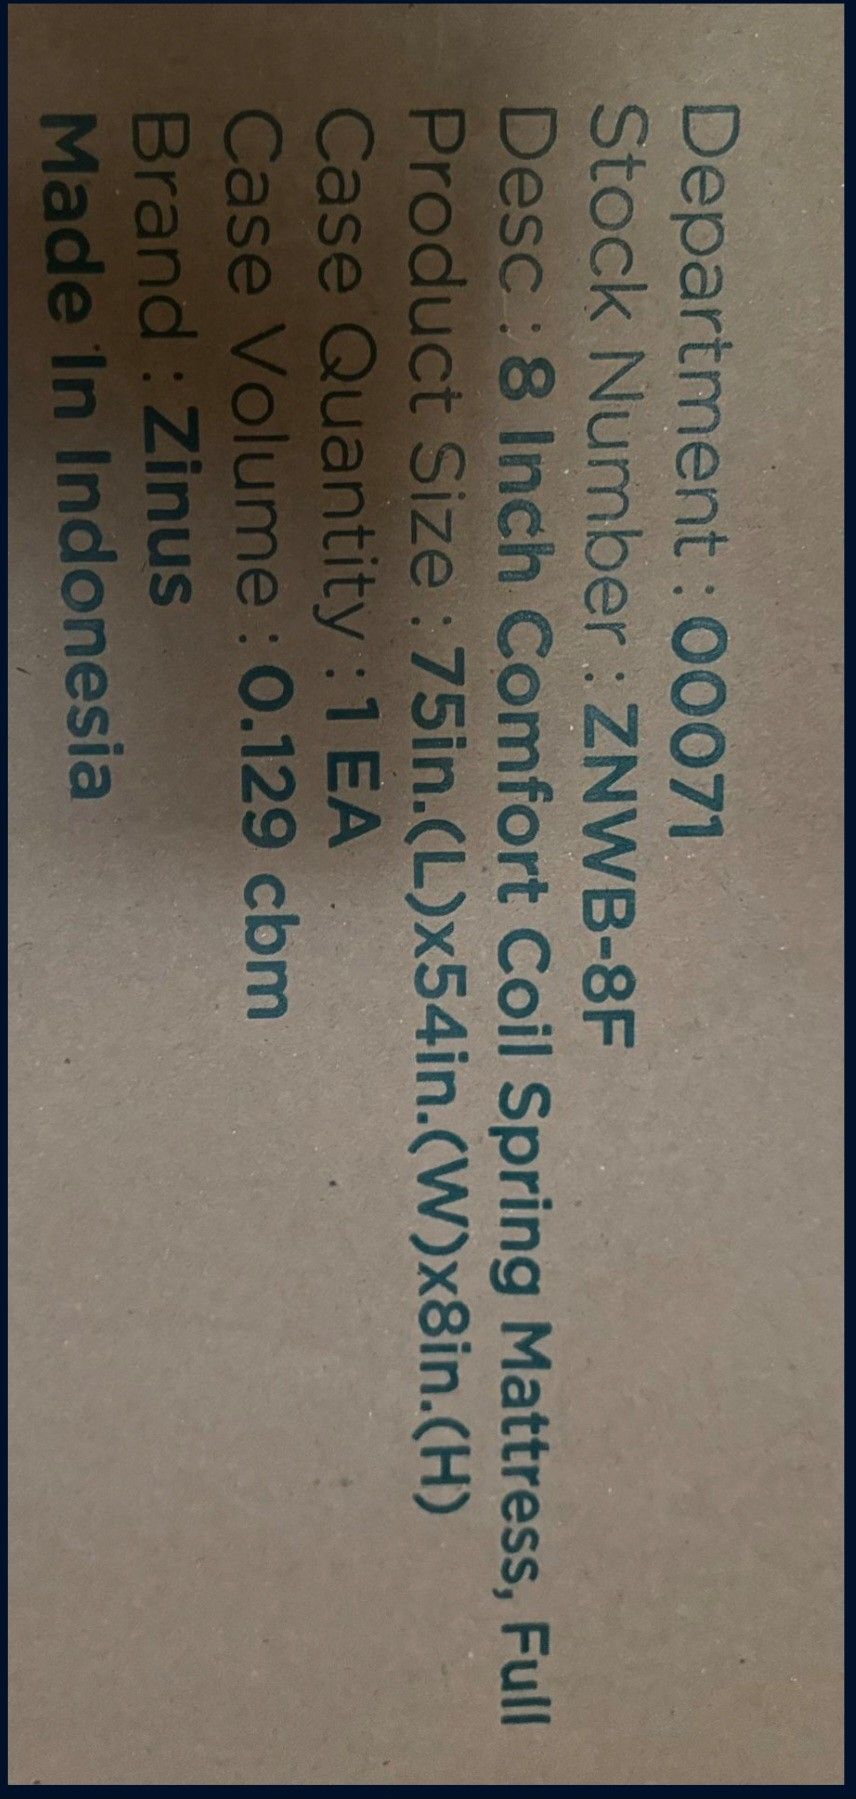 Department : 00071
Stock Number : ZNWB-8F
Desc : 8 Inch Comfort Coil Spring Mattress, Full
Product Size : 75in.(L)x54in.(W)x8in.(H)
Case Quantity : 1 EA
Case Volume : 0.129 cbm
Brand : Zinus
Made In Indonesia